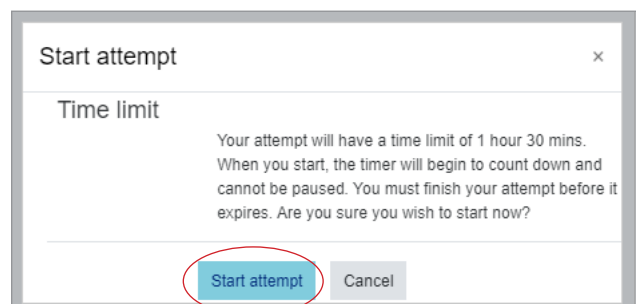 Start attempt ×
Time limit
Your attempt will have a time limit of 1 hour 30 mins.
When you start, the timer will begin to count down and
cannot be paused. You must finish your attempt before it
expires. Are you sure you wish to start now?
Start attempt Cancel